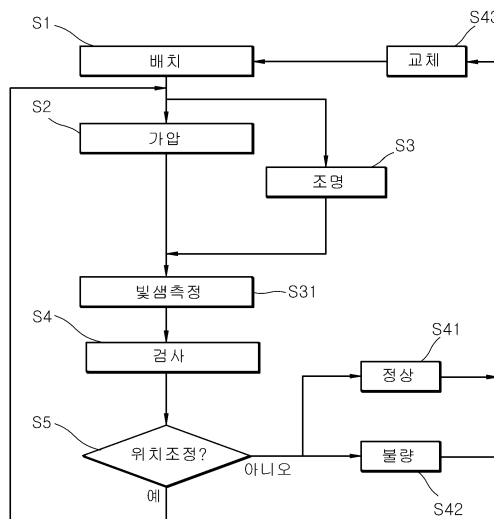 S1
배치
교체
S43
S2
가압
S3
조명
빛샘측정
S31
S4
검사
S41
정상
S5
위치조정?
아니오
불량
예
S42